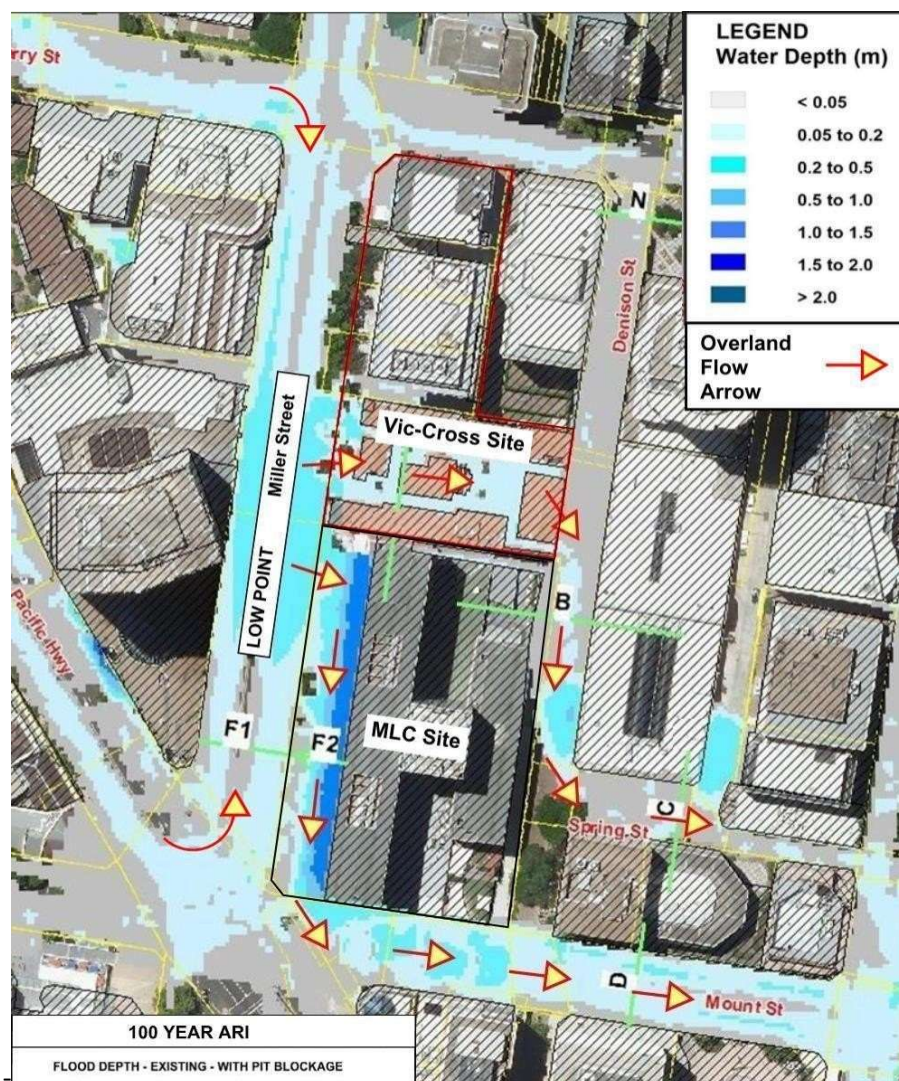 LEGEND
Water Depth (m)
< 0.05
0.05 to 0.2
0.2 to 0.5
0.5 to 1.0
1.0 to 1.5
1.5 to 2.0
> 2.0
Overland
Flow
Arrow
rry St
N
Denison St
Miller Street
LOW POINT
Vic-Cross Site
Pacific Hwy
B
F1
F2
MLC Site
C
Spring St
D
Mount St
100 YEAR ARI
FLOOD DEPTH - EXISTING - WITH PIT BLOCKAGE